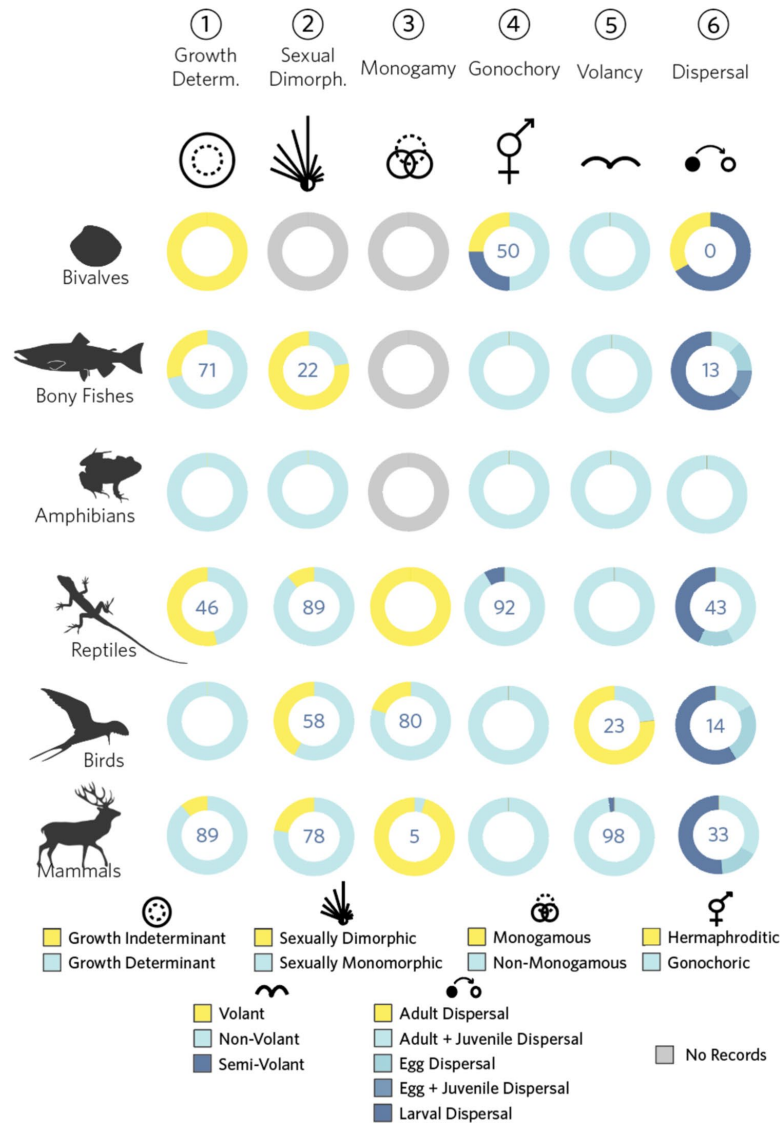 1 2 3 4 5 6
Growth Determ.
Sexual Dimorph.
Monogamy
Gonochory
Volancy
Dispersal
Bivalves
50
0
Bony Fishes
71
22
13
Amphibians
Reptiles
46
89
92
43
Birds
58
80
23
14
Mammals
89
78
5
98
33
Growth Indeterminant
Growth Determinant
Sexually Dimorphic
Sexually Monomorphic
Monogamous
Non-Monogamous
Hermaphroditic
Gonochoric
Volant
Non-Volant
Semi-Volant
Adult Dispersal
Adult + Juvenile Dispersal
Egg Dispersal
Egg + Juvenile Dispersal
Larval Dispersal
No Records